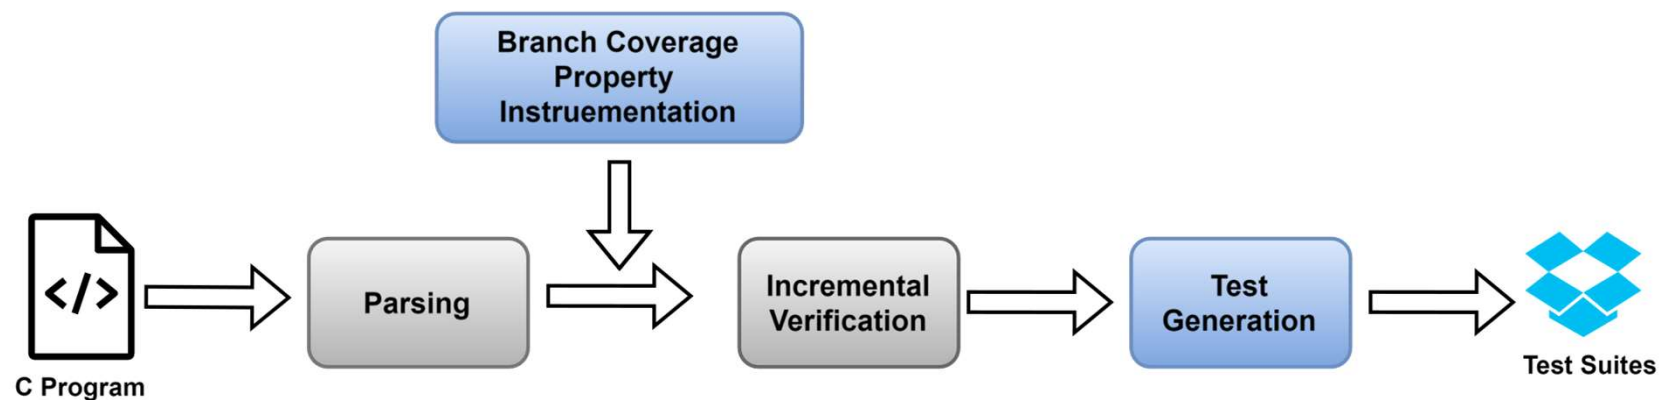 Branch Coverage
Property
Instruementation
</>
Parsing
Incremental
Verification
Test
Generation
C Program
Test Suites